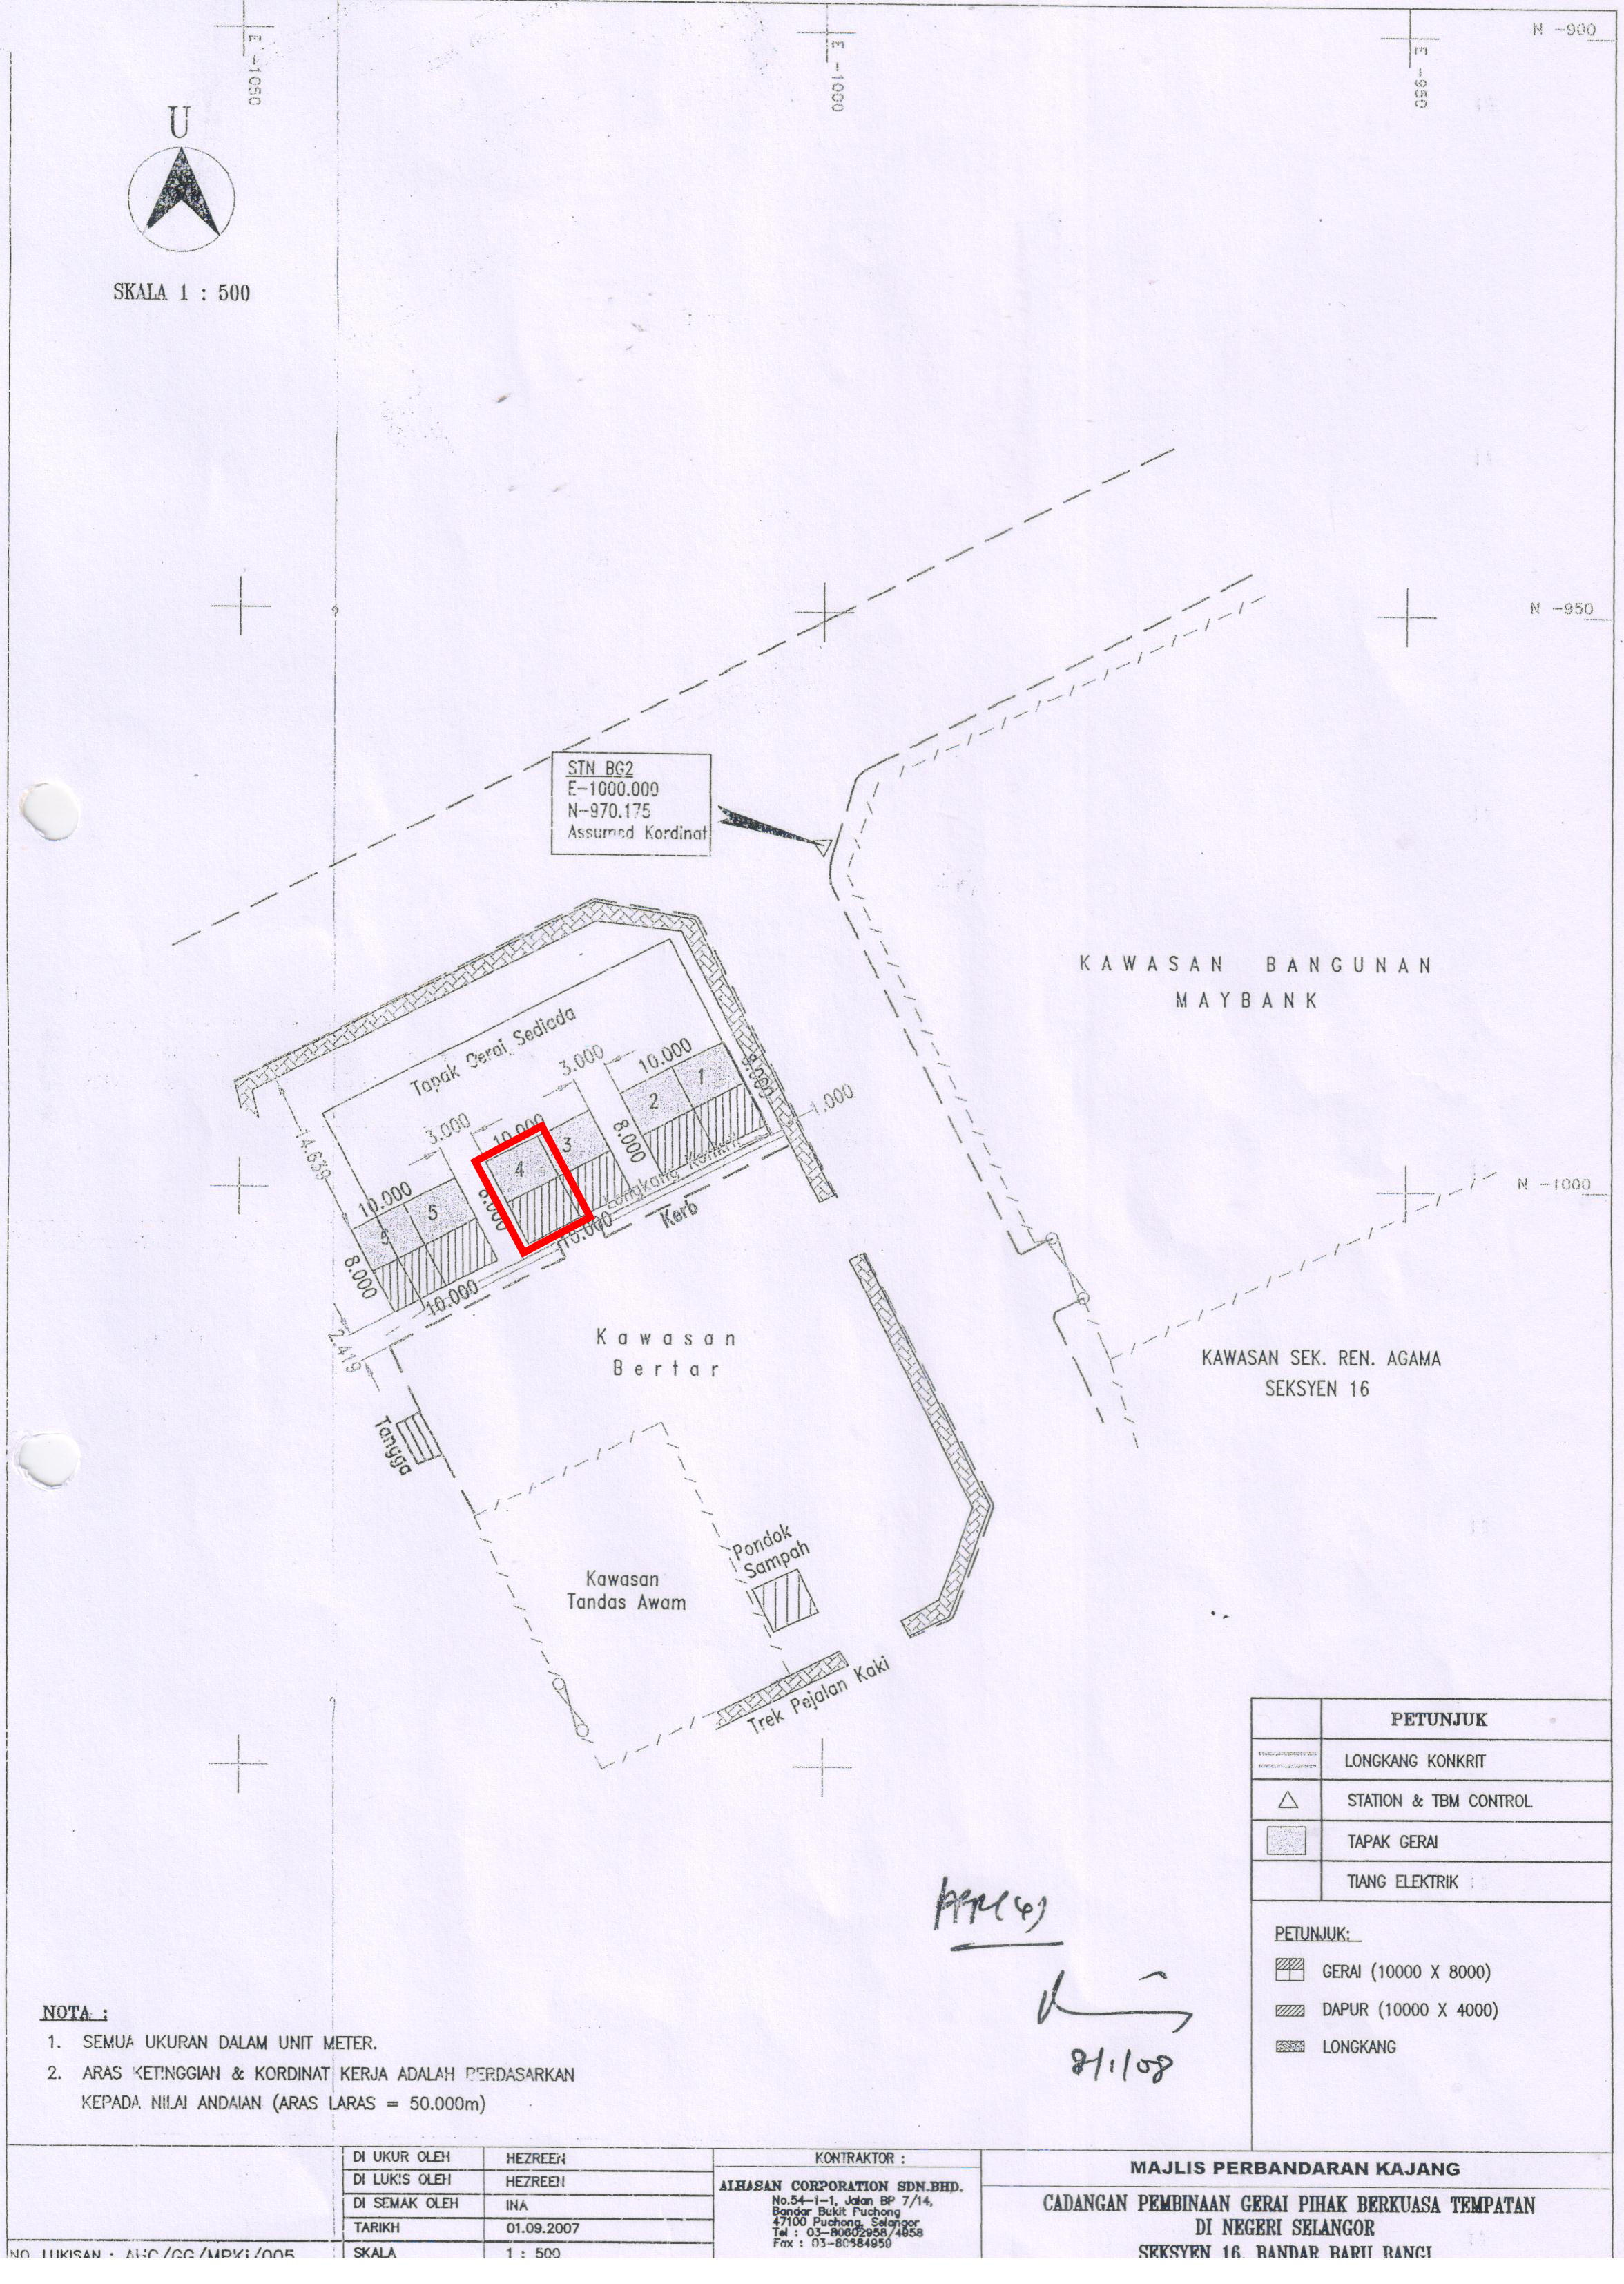 E -1050
E -1000
E -950
N -900
U
SKALA 1 : 500
N -950
STN BG2
E-1000.000
N-970.175
Assumed Kordinat
KAWASAN BANGUNAN
MAYBANK
Tapak Gerai Sediada
3.000
10.000
1
2
8.000
1.000
3.000
10.000
3
4
8.000
8.000
14.639
10.000
5
6
8.000
10.000
15.000
Longkang Konkrit
Kerb
2.419
N -1000
Kawasan
Bertar
KAWASAN SEK. REN. AGAMA
SEKSYEN 16
Tangga
Pondok
Sampah
Kawasan
Tandas Awam
Trek Pejalan Kaki
PETUNJUK
LONGKANG KONKRIT
STATION & TBM CONTROL
TAPAK GERAI
TIANG ELEKTRIK
PETUNJUK:
GERAI (10000 X 8000)
DAPUR (10000 X 4000)
LONGKANG
8/1/08
NOTA :
1. SEMUA UKURAN DALAM UNIT METER.
2. ARAS KETINGGIAN & KORDINAT KERJA ADALAH BERDASARKAN
KEPADA NILAI ANDAIAN (ARAS LARAS = 50.000m)
DI UKUR OLEH HEZREEN
DI LUKIS OLEH HEZREEN
DI SEMAK OLEH INA
TARIKH 01.09.2007
SKALA 1 : 500
NO. LUKISAN : AHC/GG/MPKj/005
KONTRAKTOR :
ALHASAN CORPORATION SDN.BHD.
No.54-1-1, Jalan BP 7/14,
Bandar Bukit Puchong
47100 Puchong, Selangor
Tel : 03-80602958/4958
Fax : 03-80684959
MAJLIS PERBANDARAN KAJANG
CADANGAN PEMBINAAN GERAI PIHAK BERKUASA TEMPATAN
DI NEGERI SELANGOR
SEKSYEN 16, BANDAR BARU BANGI